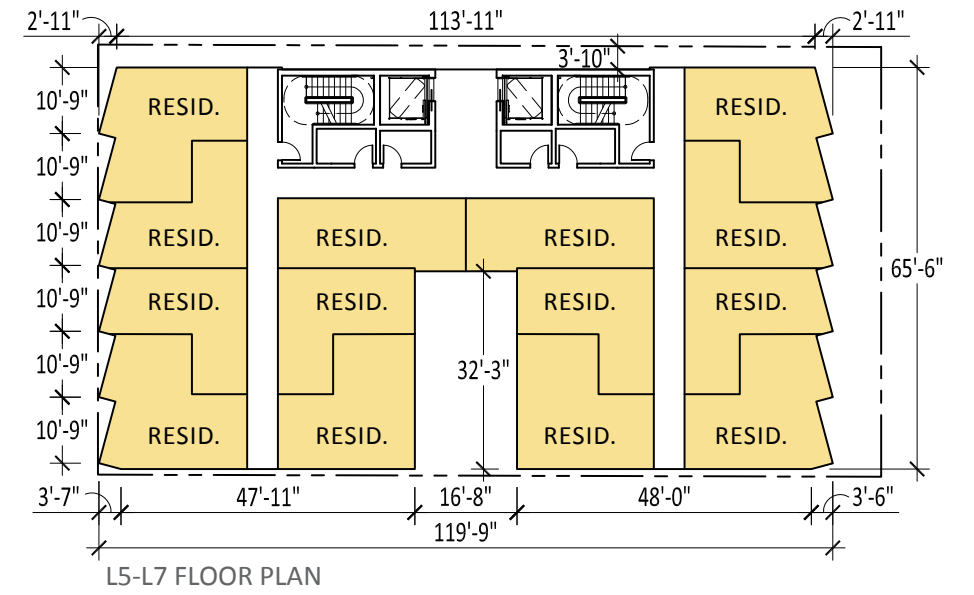 2'-11" 113'-11" 2'-11"
3'-10"
10'-9" RESID. RESID.
10'-9"
10'-9" RESID. RESID. RESID. RESID.
65'-6"
10'-9" RESID. RESID. RESID. RESID.
10'-9" 32'-3"
10'-9" RESID. RESID. RESID. RESID.
3'-7" 47'-11" 16'-8" 48'-0" 3'-6"
119'-9"
L5-L7 FLOOR PLAN